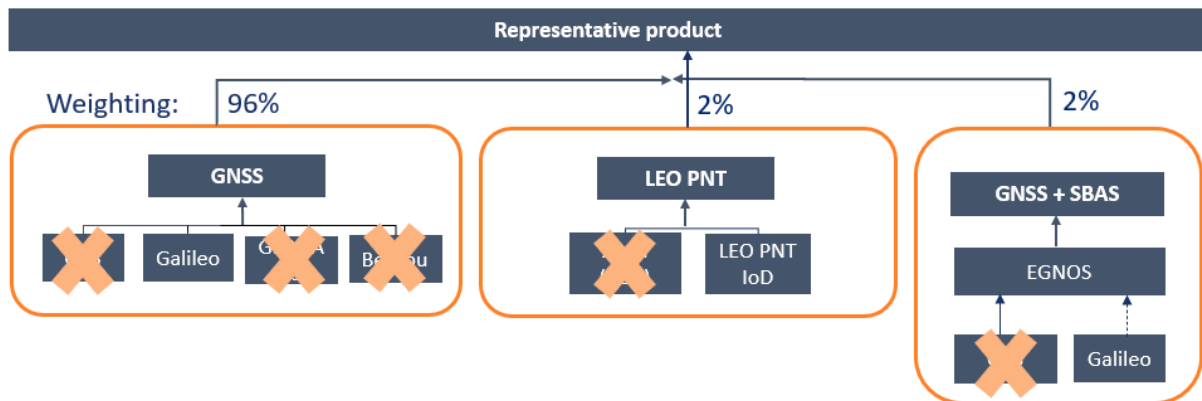 Representative product
Weighting:
96%
2%
2%
GNSS
LEO PNT
GNSS + SBAS
Galileo
LEO PNT
IoD
EGNOS
Galileo